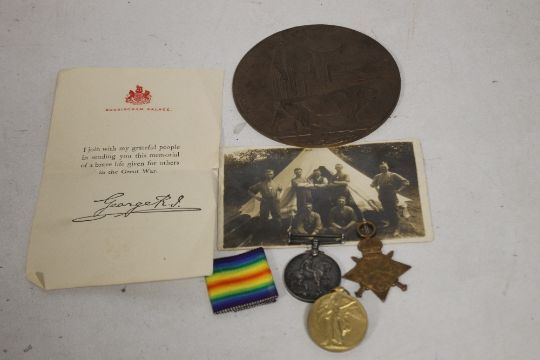 BUCKINGHAM PALACE.
I join with my grateful people
in sending you this memorial
of a brave life given for others
in the Great War.
George R.I.